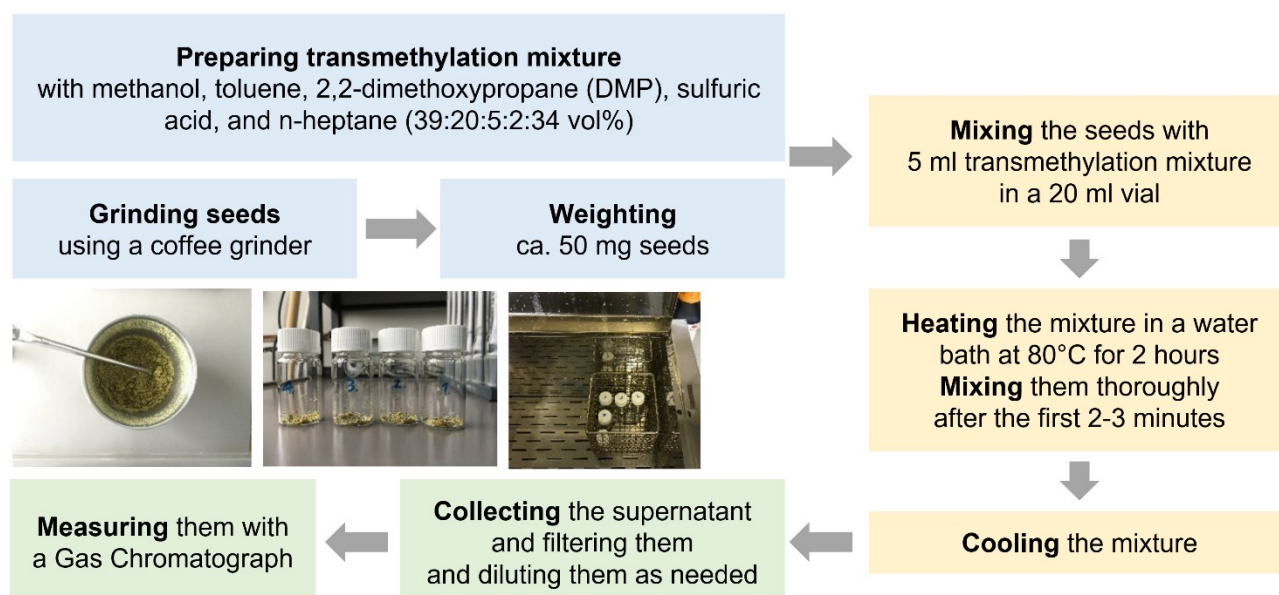 Preparing transmethylation mixture
with methanol, toluene, 2,2-dimethoxypropane (DMP), sulfuric
acid, and n-heptane (39:20:5:2:34 vol%)
Grinding seeds
using a coffee grinder
Weighting
ca. 50 mg seeds
Mixing the seeds with
5 ml transmethylation mixture
in a 20 ml vial
Heating the mixture in a water
bath at 80°C for 2 hours
Mixing them thoroughly
after the first 2-3 minutes
Cooling the mixture
Collecting the supernatant
and filtering them
and diluting them as needed
Measuring them with
a Gas Chromatograph
4.
3.
2.
1